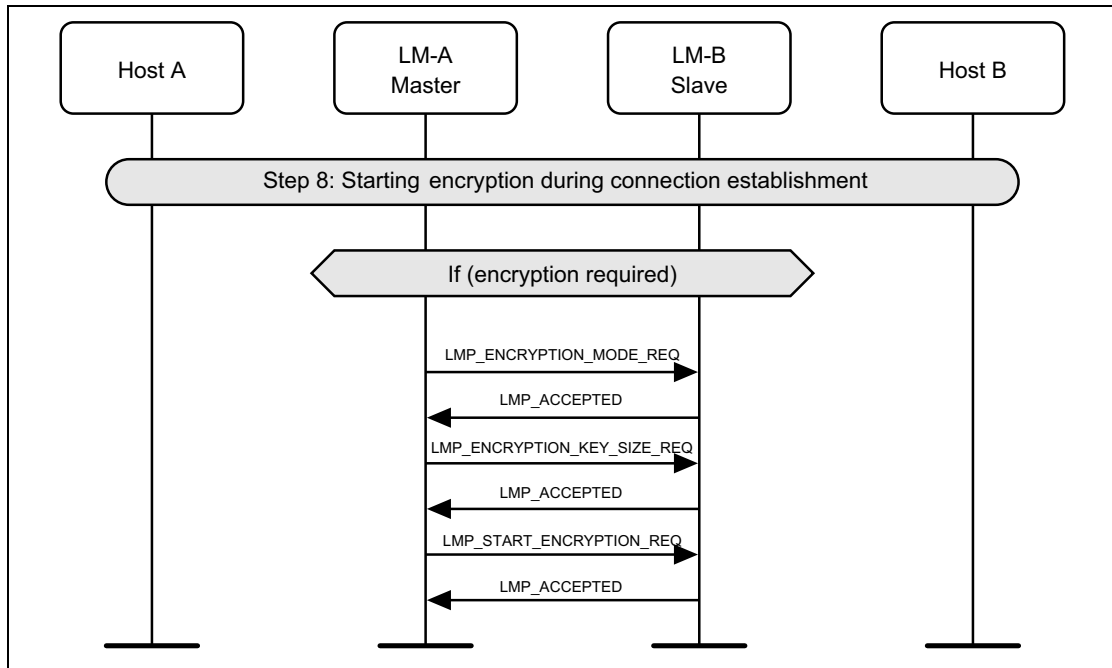 Host A
LM-A
Master
LM-B
Slave
Host B
Step 8: Starting encryption during connection establishment
If (encryption required)
LMP_ENCRYPTION_MODE_REQ
LMP_ACCEPTED
LMP_ENCRYPTION_KEY_SIZE_REQ
LMP_ACCEPTED
LMP_START_ENCRYPTION_REQ
LMP_ACCEPTED